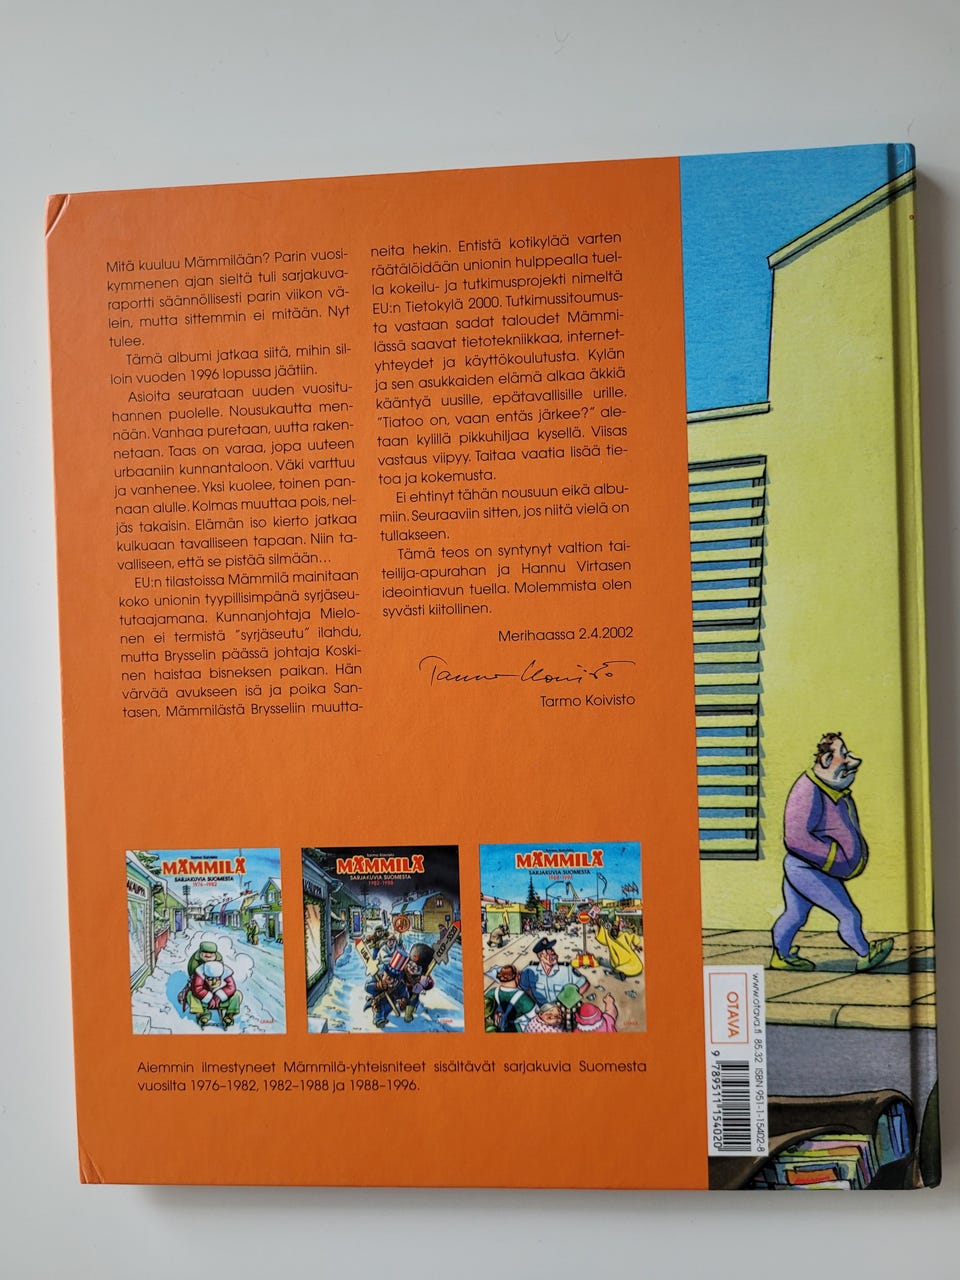 Mitä kuuluu Mämmilään? Parin vuosi-
kymmenen ajan sieltä tuli sarjakuva-
raportti säännöllisesti parin viikon vä-
lein, mutta sittemmin ei mitään. Nyt
tulee.
Tämä albumi jatkaa siitä, mihin sil-
loin vuoden 1996 lopussa jäätiin.
Asioita seurataan uuden vuositu-
hannen puolelle. Nousukautta men-
nään. Vanhaa puretaan, uutta raken-
netaan. Taas on varaa, jopa uuteen
urbaaniin kunnantaloon. Väki varttuu
ja vanhenee. Yksi kuolee, toinen pan-
naan alulle. Kolmas muuttaa pois, nel-
jäs takaisin. Elämän iso kierto jatkaa
kulkuaan tavalliseen tapaan. Niin ta-
valliseen, että se pistää silmään...
EU:n tilastoissa Mämmilä mainitaan
koko unionin tyypillisimpänä syrjäseu-
tutaajamana. Kunnanjohtaja Mielo-
nen ei termistä "syrjäseutu" ilahdu,
mutta Brysselin päässä johtaja Koski-
nen haistaa bisneksen paikan. Hän
värvää avukseen isä ja poika San-
tasen, Mämmilästä Brysseliin muutta-
neita hekin. Entistä kotikylää varten
räätälöidään unionin hulppealla tuel-
la kokeilu- ja tutkimusprojekti nimeltä
EU:n Tietokylä 2000. Tutkimussitoumus-
ta vastaan sadat taloudet Mämmi-
lässä saavat tietotekniikkaa, internet-
yhteydet ja käyttökoulutusta. Kylän
ja sen asukkaiden elämä alkaa äkkiä
kääntyä uusille, epätavallisille urille.
"Tiatoo on, vaan entäs järkee?" ale-
taan kylillä pikkuhiljaa kysellä. Viisas
vastaus viipyy. Taitaa vaatia lisää tie-
toa ja kokemusta.
Ei ehtinyt tähän nousuun eikä albu-
miin. Seuraaviin sitten, jos niitä vielä on
tullakseen.
Tämä teos on syntynyt valtion tai-
teilija-apurahan ja Hannu Virtasen
ideointiavun tuella. Molemmista olen
syvästi kiitollinen.
Merihaassa 2.4.2002
Tarmo Koivisto
Tarmo Koivisto
Tarmo Koivisto
MÄMMILÄ
SARJAKUVIA SUOMESTA
1976-1982
Tarmo Koivisto
MÄMMILÄ
SARJAKUVIA SUOMESTA
1982-1988
Tarmo Koivisto
MÄMMILÄ
SARJAKUVIA SUOMESTA
1988-1996
Aiemmin ilmestyneet Mämmilä-yhteisniteet sisältävät sarjakuvia Suomesta
vuosilta 1976–1982, 1982–1988 ja 1988–1996.
OTAVA
www.otava.fi 85.32 ISBN 951-1-15402-8
9 789511 154020